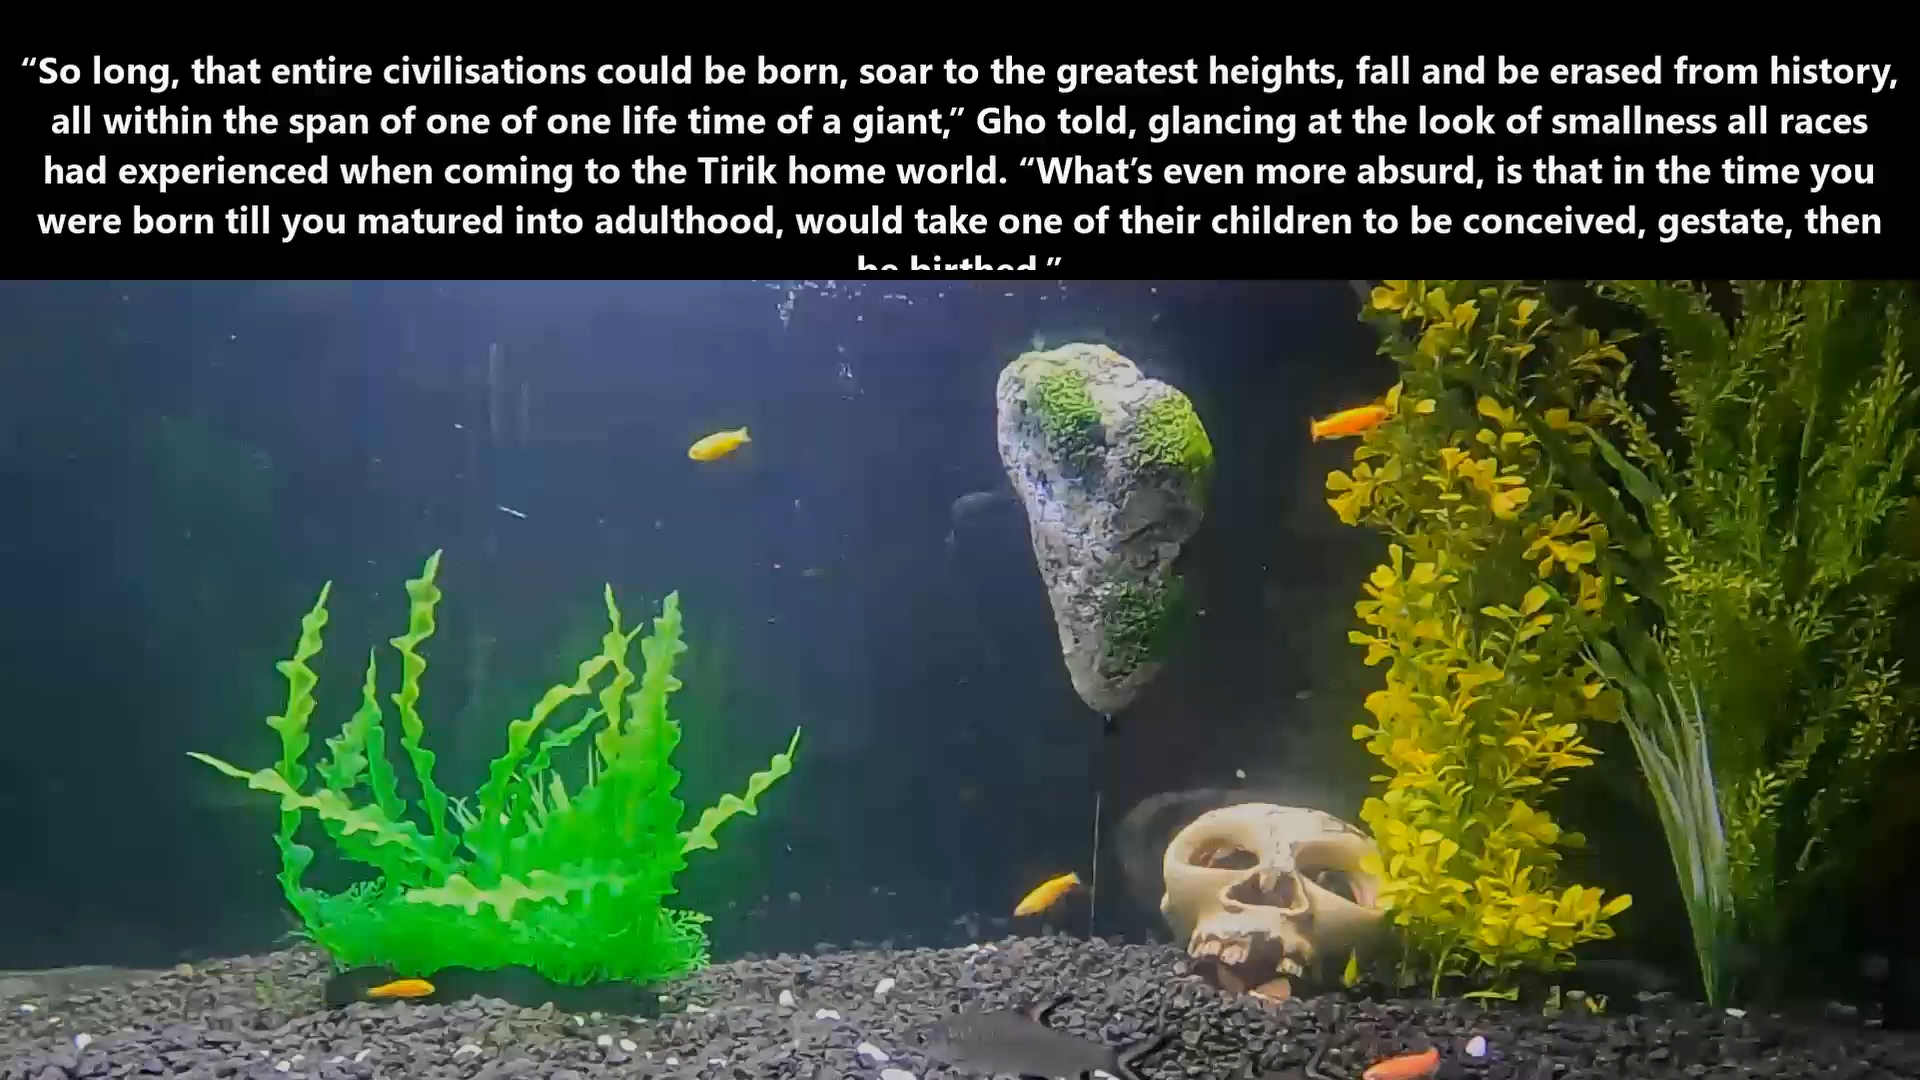 “So long, that entire civilisations could be born, soar to the greatest heights, fall and be erased from history,
all within the span of one of one life time of a giant,” Gho told, glancing at the look of smallness all races
had experienced when coming to the Tirik home world. “What’s even more absurd, is that in the time you
were born till you matured into adulthood, would take one of their children to be conceived, gestate, then
be birthed.”